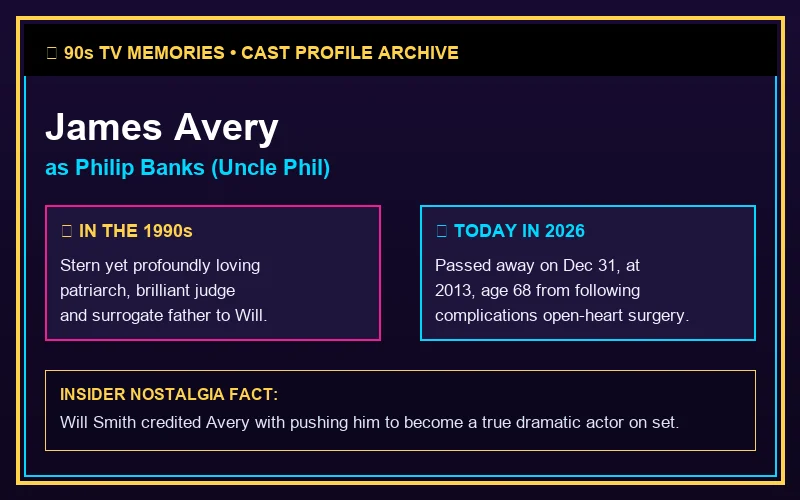 90s TV MEMORIES • CAST PROFILE ARCHIVE
James Avery
as Philip Banks (Uncle Phil)
IN THE 1990s
Stern yet profoundly loving
patriarch, brilliant judge
and surrogate father to Will.
TODAY IN 2026
Passed away on Dec 31, at
2013, age 68 from following
complications open-heart surgery.
INSIDER NOSTALGIA FACT:
Will Smith credited Avery with pushing him to become a true dramatic actor on set.